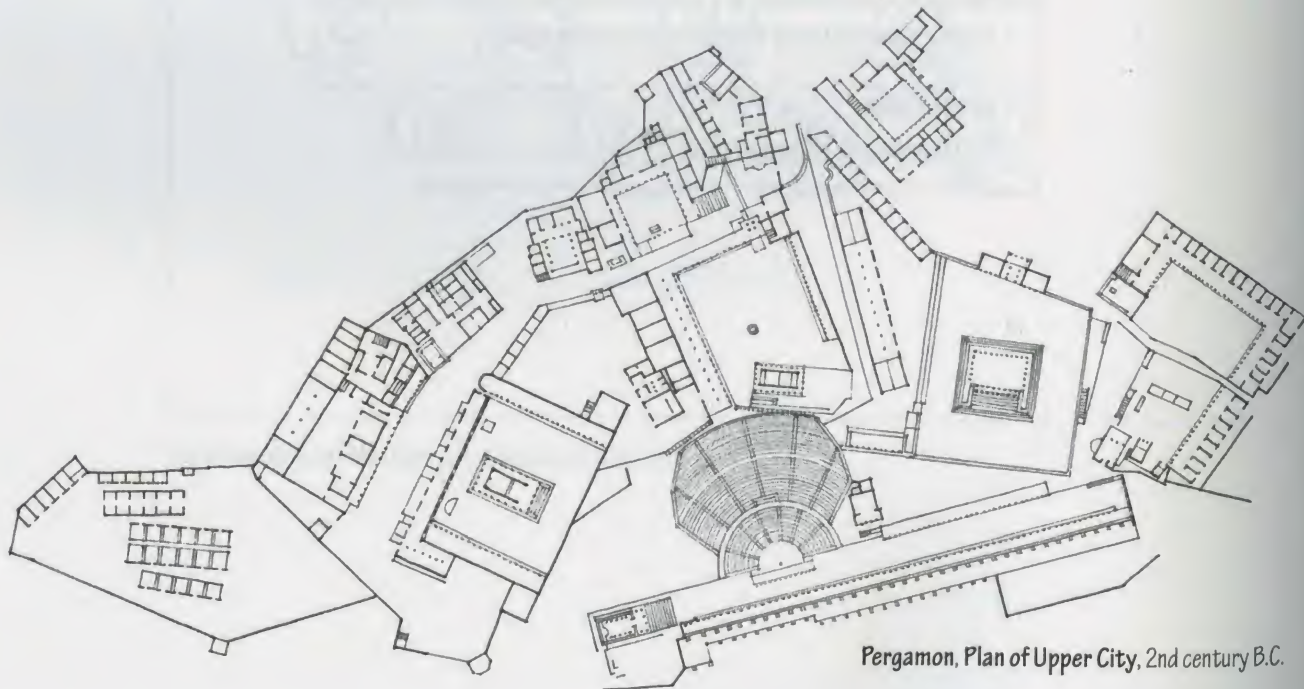 Pergamon, Plan of Upper City, 2nd century B.C.